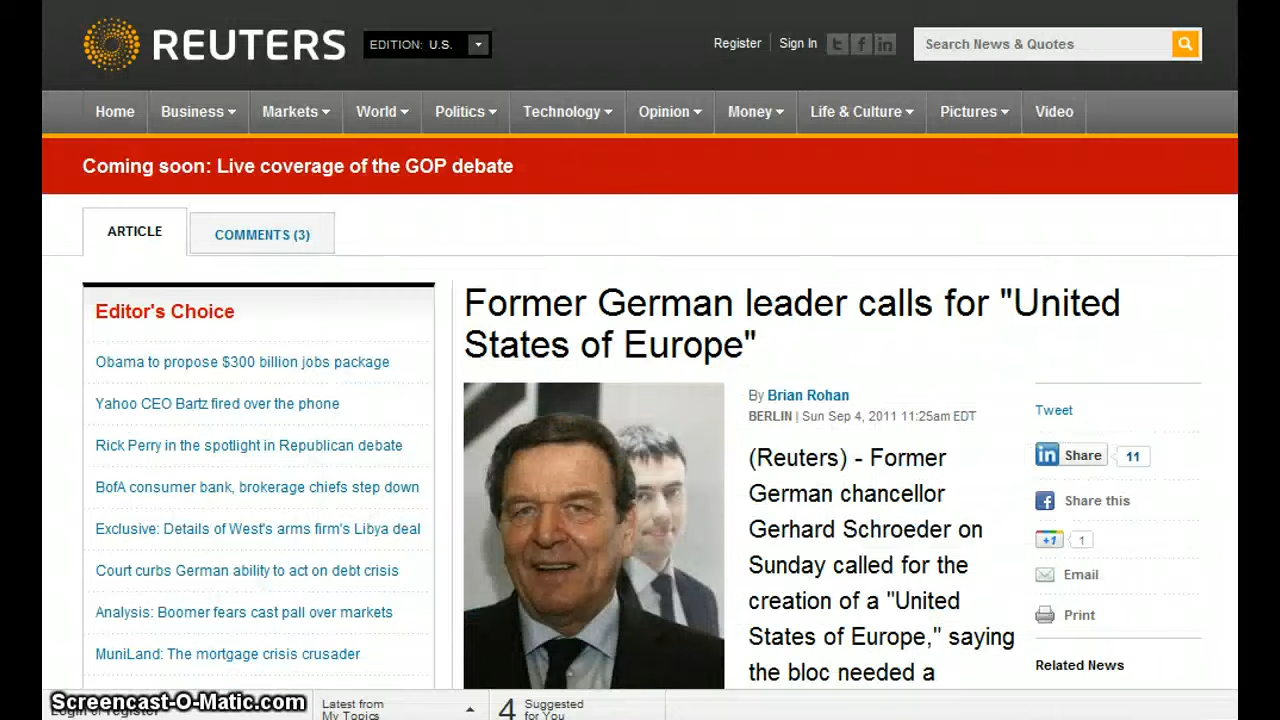 REUTERS
EDITION: U.S.
Register
Sign In
Search News & Quotes
Home
Business
Markets
World
Politics
Technology
Opinion
Money
Life & Culture
Pictures
Video
Coming soon: Live coverage of the GOP debate
ARTICLE
COMMENTS (3)
Editor's Choice
Obama to propose $300 billion jobs package
Yahoo CEO Bartz fired over the phone
Rick Perry in the spotlight in Republican debate
BofA consumer bank, brokerage chiefs step down
Exclusive: Details of West's arms firm's Libya deal
Court curbs German ability to act on debt crisis
Analysis: Boomer fears cast pall over markets
MuniLand: The mortgage crisis crusader
Former German leader calls for "United
States of Europe"
By Brian Rohan
BERLIN | Sun Sep 4, 2011 11:25am EDT
(Reuters) - Former
German chancellor
Gerhard Schroeder on
Sunday called for the
creation of a "United
States of Europe," saying
the bloc needed a
Tweet
in Share 11
f Share this
+1 1
Email
Print
Related News
Screencast-O-Matic.com
Login or register
Latest from
My Topics
4 Suggested
for You